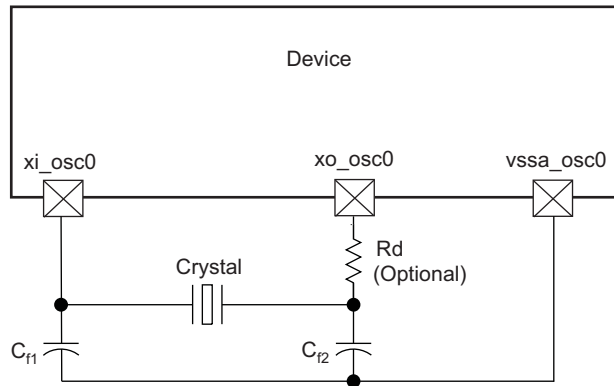 Device
xi_osc0
xo_osc0
vssa_osc0
Rd
(Optional)
Crystal
Cf1
Cf2